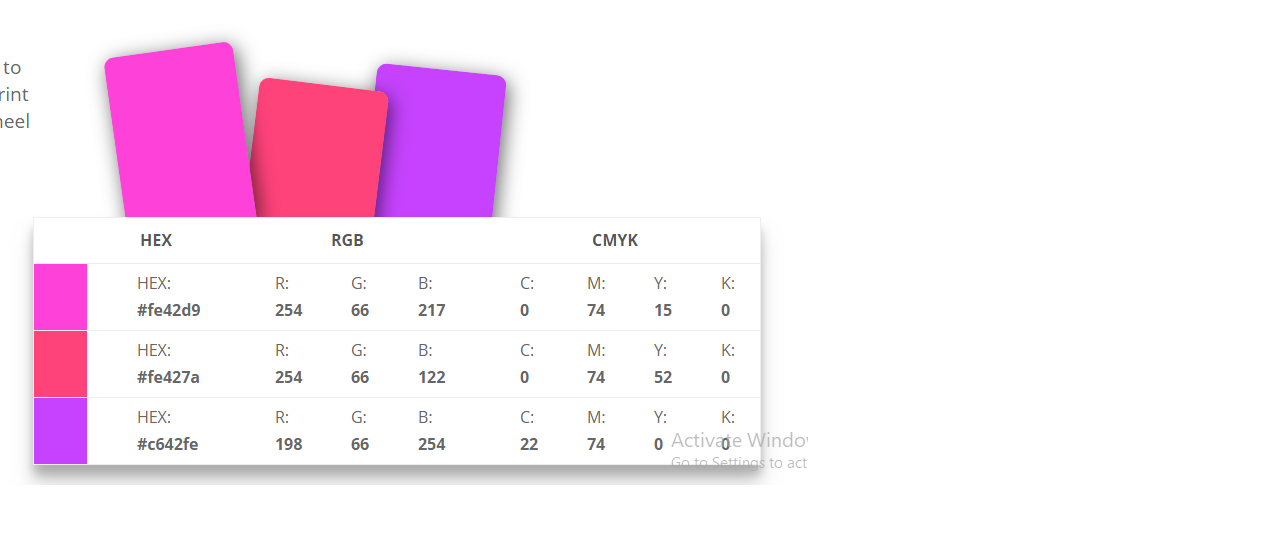 to
rint
neel
HEX RGB CMYK
HEX: R: G: B: C: M: Y: K:
#fe42d9 254 66 217 0 74 15 0
HEX: R: G: B: C: M: Y: K:
#fe427a 254 66 122 0 74 52 0
HEX: R: G: B: C: M: Y: K:
#c642fe 198 66 254 22 74 0 0
Activate Window
Go to Settings to act